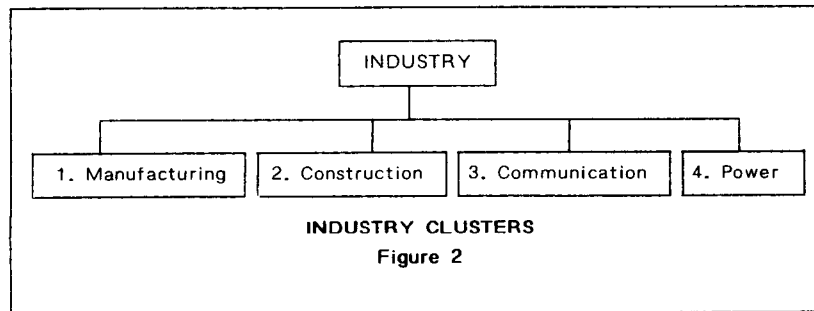 INDUSTRY
1. Manufacturing
2. Construction
3. Communication
4. Power
INDUSTRY CLUSTERS
Figure 2